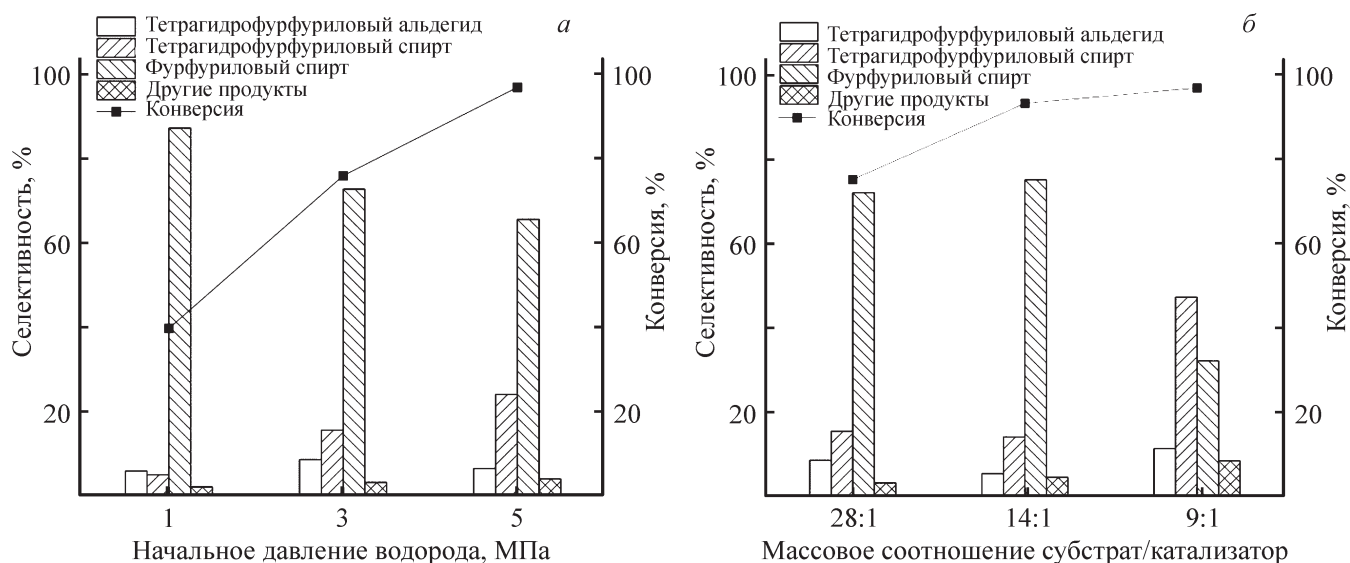 Тетрагидрофурфуриловый альдегид
Тетрагидрофурфуриловый спирт
Фурфуриловый спирт
Другие продукты
Конверсия
а
100
60
20
Селективность, %
100
60
20
Конверсия, %
1 3 5
Начальное давление водорода, МПа
Тетрагидрофурфуриловый альдегид
Тетрагидрофурфуриловый спирт
Фурфуриловый спирт
Другие продукты
Конверсия
б
100
60
20
Селективность, %
100
60
20
Конверсия, %
28:1 14:1 9:1
Массовое соотношение субстрат/катализатор